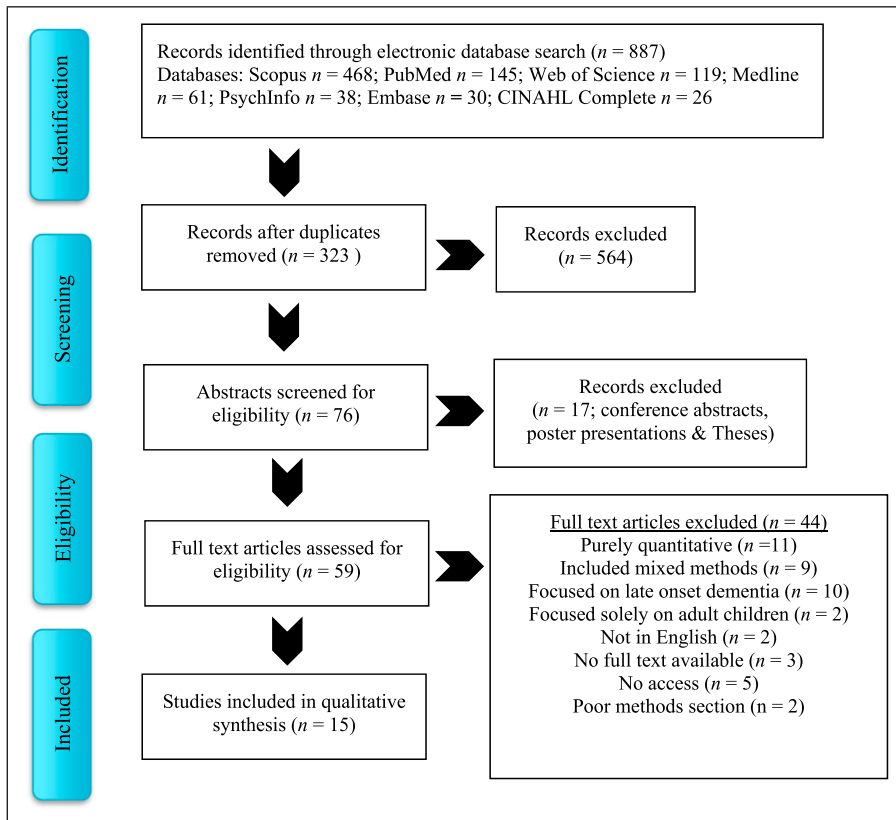 Identification
Records identified through electronic database search (n = 887)
Databases: Scopus n = 468; PubMed n = 145; Web of Science n = 119; Medline
n = 61; PsychInfo n = 38; Embase n = 30; CINAHL Complete n = 26
Screening
Records after duplicates
removed (n = 323 )
Records excluded
(n = 564)
Abstracts screened for
eligibility (n = 76)
Records excluded
(n = 17; conference abstracts,
poster presentations & Theses)
Eligibility
Full text articles assessed for
eligibility (n = 59)
Full text articles excluded (n = 44)
Purely quantitative (n =11)
Included mixed methods (n = 9)
Focused on late onset dementia (n = 10)
Focused solely on adult children (n = 2)
Not in English (n = 2)
No full text available (n = 3)
No access (n = 5)
Poor methods section (n = 2)
Included
Studies included in qualitative
synthesis (n = 15)